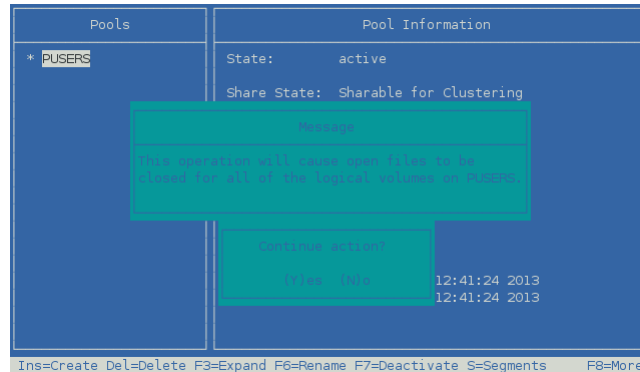 Pools
Pool Information
* PUSERS
State: active
Share State: Sharable for Clustering
Message
This operation will cause open files to be
closed for all of the logical volumes on PUSERS.
Continue action?
(Y)es (N)o
12:41:24 2013
12:41:24 2013
Ins=Create Del=Delete F3=Expand F6=Rename F7=Deactivate S=Segments F8=More